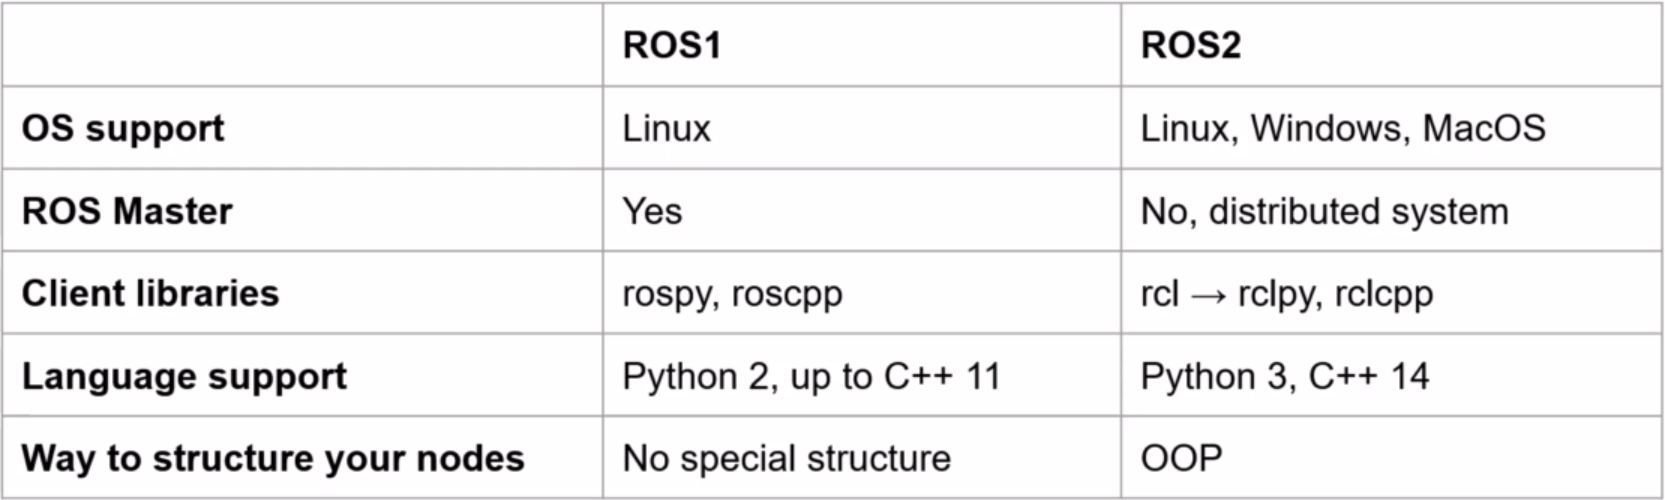 ROS1 ROS2
OS support Linux Linux, Windows, MacOS
ROS Master Yes No, distributed system
Client libraries rospy, roscpp rcl → rclpy, rclcpp
Language support Python 2, up to C++ 11 Python 3, C++ 14
Way to structure your nodes No special structure OOP